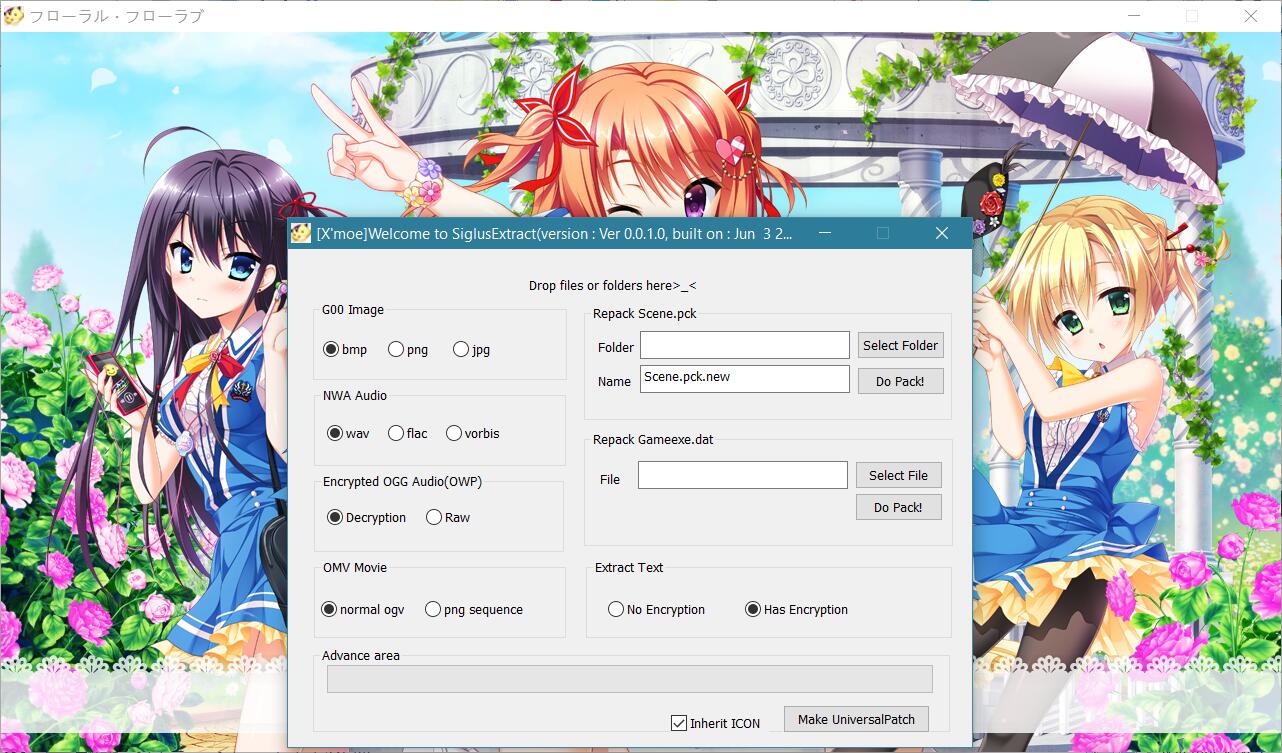 フローラル・フローラブ
[X'moe]Welcome to SiglusExtract(version : Ver 0.0.1.0, built on : Jun 3 2...
Drop files or folders here>_<
G00 Image
bmp png jpg
NWA Audio
wav flac vorbis
Encrypted OGG Audio(OWP)
Decryption Raw
OMV Movie
normal ogv png sequence
Repack Scene.pck
Folder Select Folder
Name Scene.pck.new Do Pack!
Repack Gameexe.dat
File Select File
Do Pack!
Extract Text
No Encryption Has Encryption
Advance area
Inherit ICON Make UniversalPatch